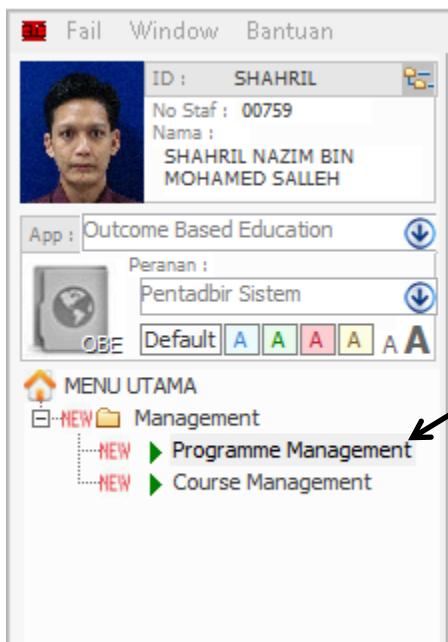 Fail Window Bantuan
ID : SHAHRIL
No Staf : 00759
Nama :
SHAHRIL NAZIM BIN
MOHAMED SALLEH
App : Outcome Based Education
Peranan :
Pentadbir Sistem
OBE Default A A A A A A
MENU UTAMA
NEW Management
NEW Programme Management
NEW Course Management